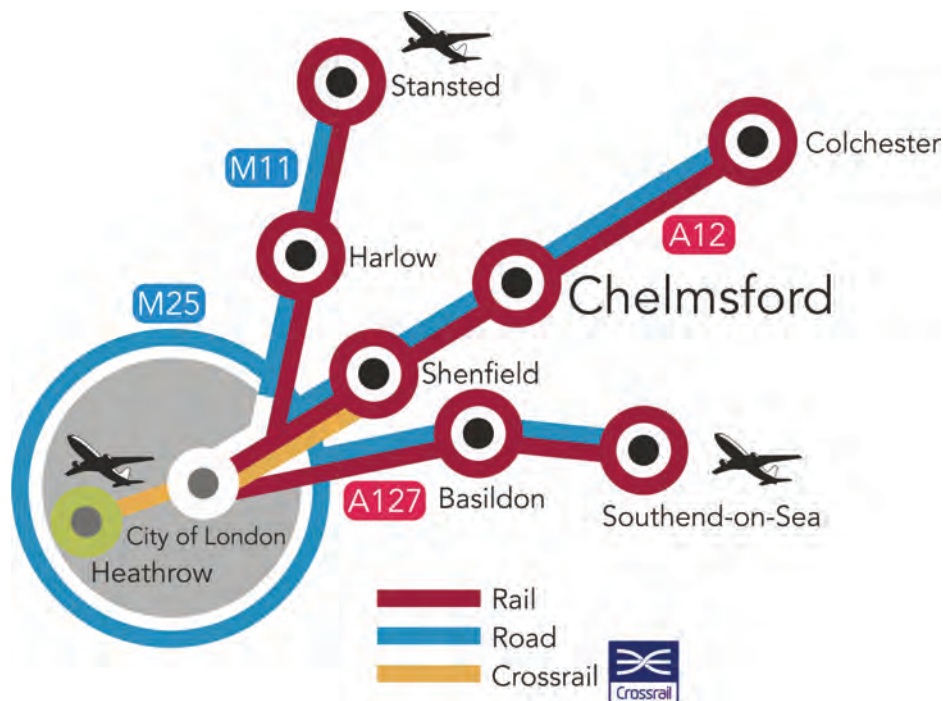 Stansted
Colchester
M11
A12
Harlow
Chelmsford
M25
Shenfield
A127
Basildon
Southend-on-Sea
City of London
Heathrow
Rail
Road
Crossrail
Crossrail